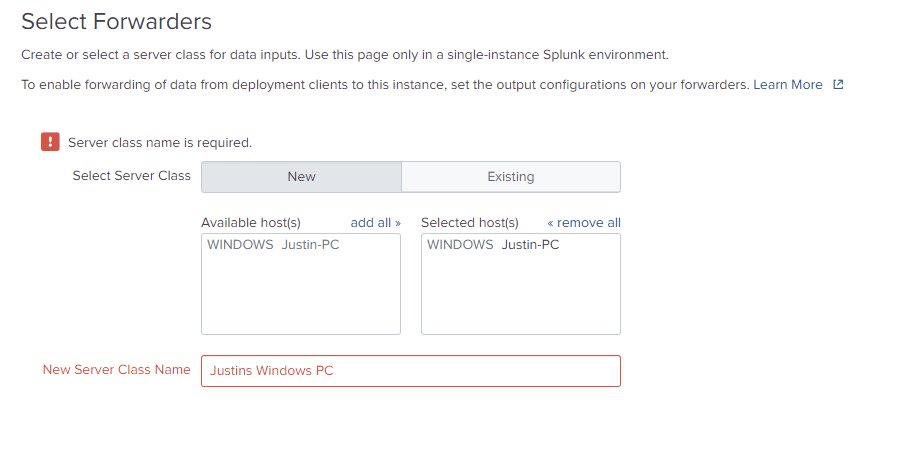 Select Forwarders
Create or select a server class for data inputs. Use this page only in a single-instance Splunk environment.
To enable forwarding of data from deployment clients to this instance, set the output configurations on your forwarders. Learn More
! Server class name is required.
Select Server Class New Existing
Available host(s) add all » Selected host(s) « remove all
WINDOWS Justin-PC WINDOWS Justin-PC
New Server Class Name Justins Windows PC